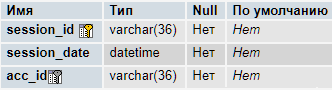 Имя Тип Null По умолчанию
session_id varchar(36) Нет Нет
session_date datetime Нет Нет
acc_id varchar(36) Нет Нет